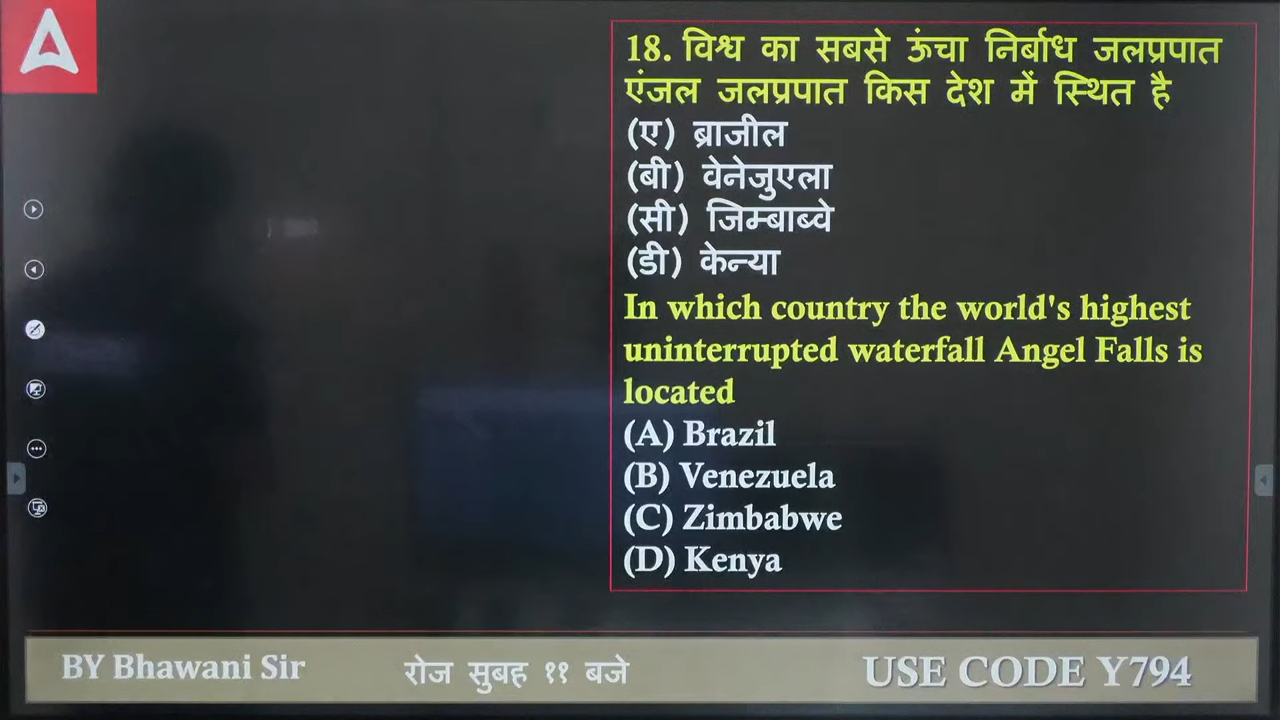 18. विश्व का सबसे ऊंचा निर्बाध जलप्रपात
एंजल जलप्रपात किस देश में स्थित है
(ए) ब्राजील
(बी) वेनेजुएला
(सी) जिम्बाब्वे
(डी) केन्या
In which country the world's highest
uninterrupted waterfall Angel Falls is
located
(A) Brazil
(B) Venezuela
(C) Zimbabwe
(D) Kenya
BY Bhawani Sir
रोज सुबह ११ बजे
USE CODE Y794